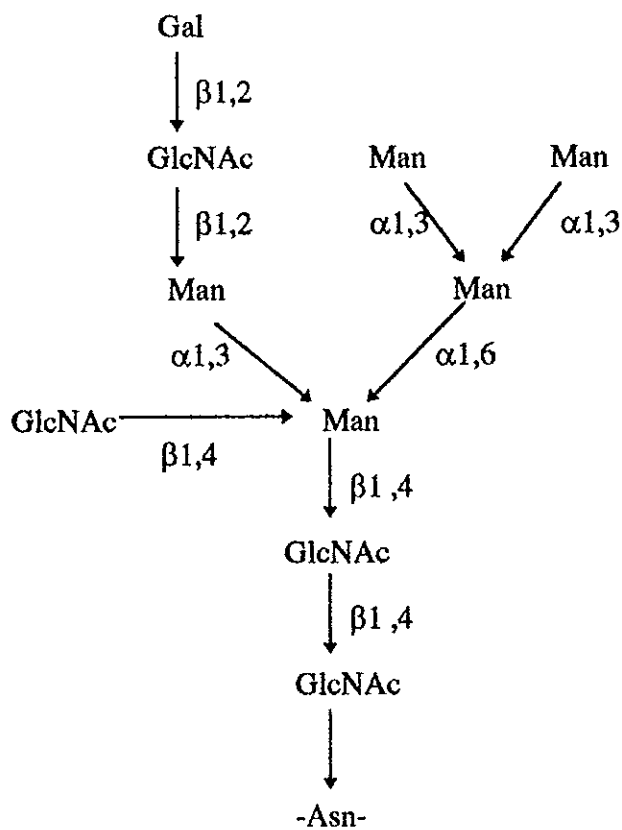 Gal
β1,2
GlcNAc Man Man
β1,2 α1,3 α1,3
Man Man
α1,3 α1,6
GlcNAc Man
β1,4
β1 ,4
GlcNAc
β1 ,4
GlcNAc
-Asn-